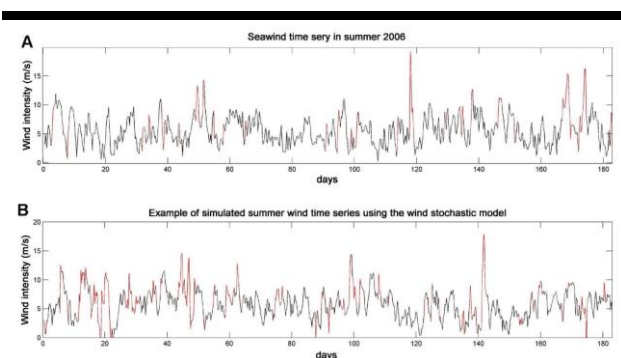 A
Seawind time sery in summer 2006
Wind intensity (m/s)
15
10
5
0
0 20 40 60 80 100 120 140 160 180
days
B
Example of simulated summer wind time series using the wind stochastic model
Wind intensity (m/s)
20
15
10
5
0
0 20 40 60 80 100 120 140 160 180
days